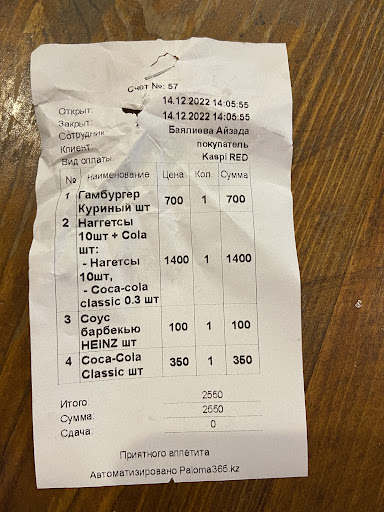 Счет №: 57
Открыт: 14.12.2022 14:05:55
Закрыт: 14.12.2022 14:05:55
Сотрудник: Баялиева Айзада
Клиент: покупатель
Вид оплаты: Kaspi RED
№ Наименование Цена Кол. Сумма
1 Гамбургер Куриный шт 700 1 700
2 Наггетсы
10шт + Cola
шт:
- Нагетсы 1400 1 1400
10шт,
- Coca-cola
classic 0.3 шт
3 Соус
барбекью 100 1 100
HEINZ шт
4 Coca-Cola 350 1 350
Classic шт
Итого: 2550
Сумма: 2550
Сдача: 0
Приятного аппетита
Автоматизировано Paloma365.kz